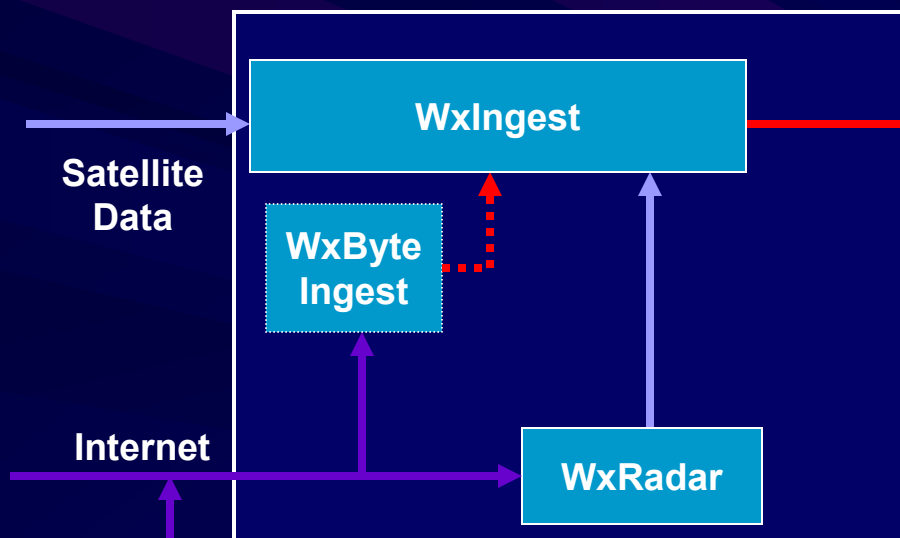 WxIngest
Satellite
Data
WxByte
Ingest
Internet
WxRadar